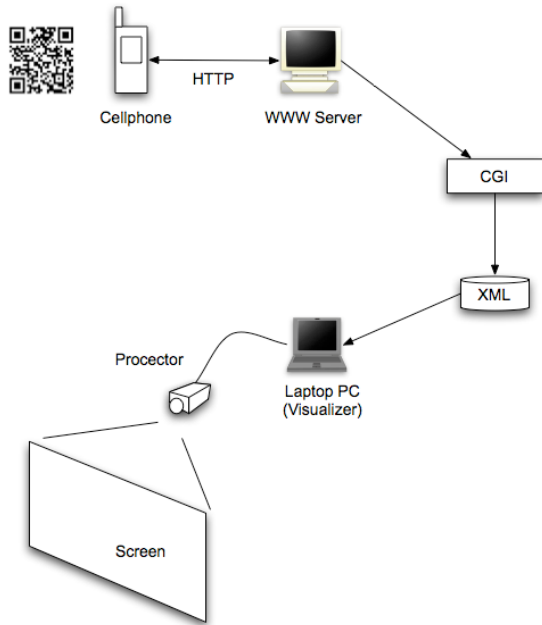 HTTP
Cellphone
WWW Server
CGI
XML
Procector
Laptop PC
(Visualizer)
Screen